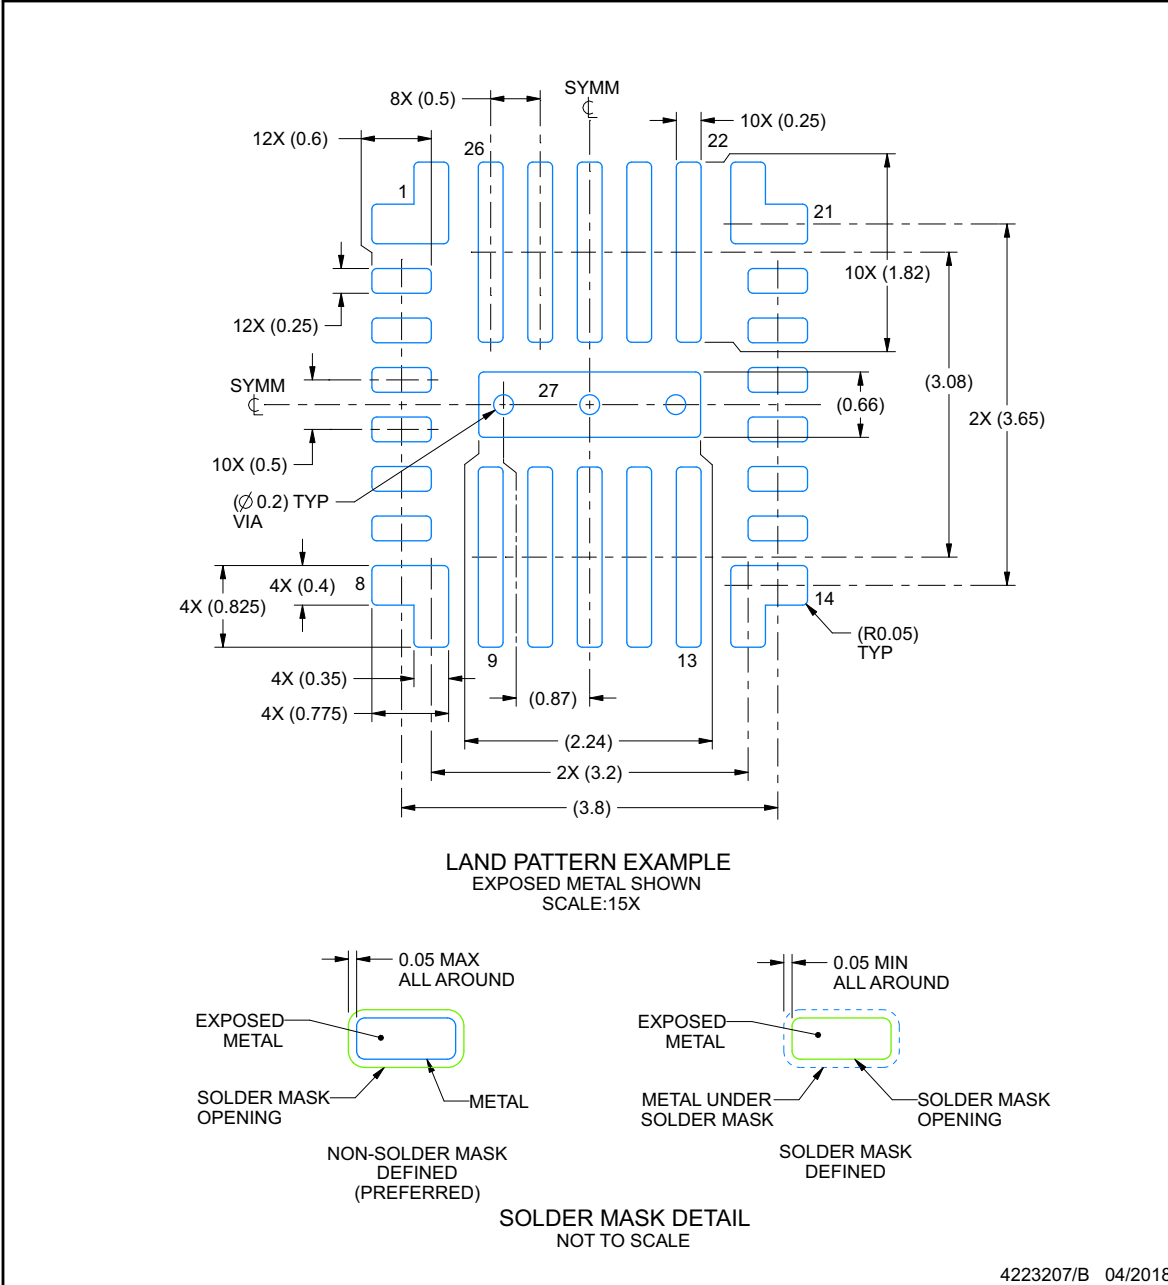 SYMM
8X (0.5)
10X (0.25)
12X (0.6)
26
22
1
21
10X (1.82)
12X (0.25)
SYMM
27
(3.08)
(0.66)
2X (3.65)
10X (0.5)
(Ø 0.2) TYP
VIA
8
4X (0.4)
4X (0.825)
14
(R0.05)
TYP
9
13
4X (0.35)
(0.87)
4X (0.775)
(2.24)
2X (3.2)
(3.8)
LAND PATTERN EXAMPLE
EXPOSED METAL SHOWN
SCALE:15X
0.05 MAX
ALL AROUND
EXPOSED
METAL
SOLDER MASK
OPENING
METAL
NON-SOLDER MASK
DEFINED
(PREFERRED)
0.05 MIN
ALL AROUND
EXPOSED
METAL
METAL UNDER
SOLDER MASK
SOLDER MASK
OPENING
SOLDER MASK
DEFINED
SOLDER MASK DETAIL
NOT TO SCALE
4223207/B 04/2018